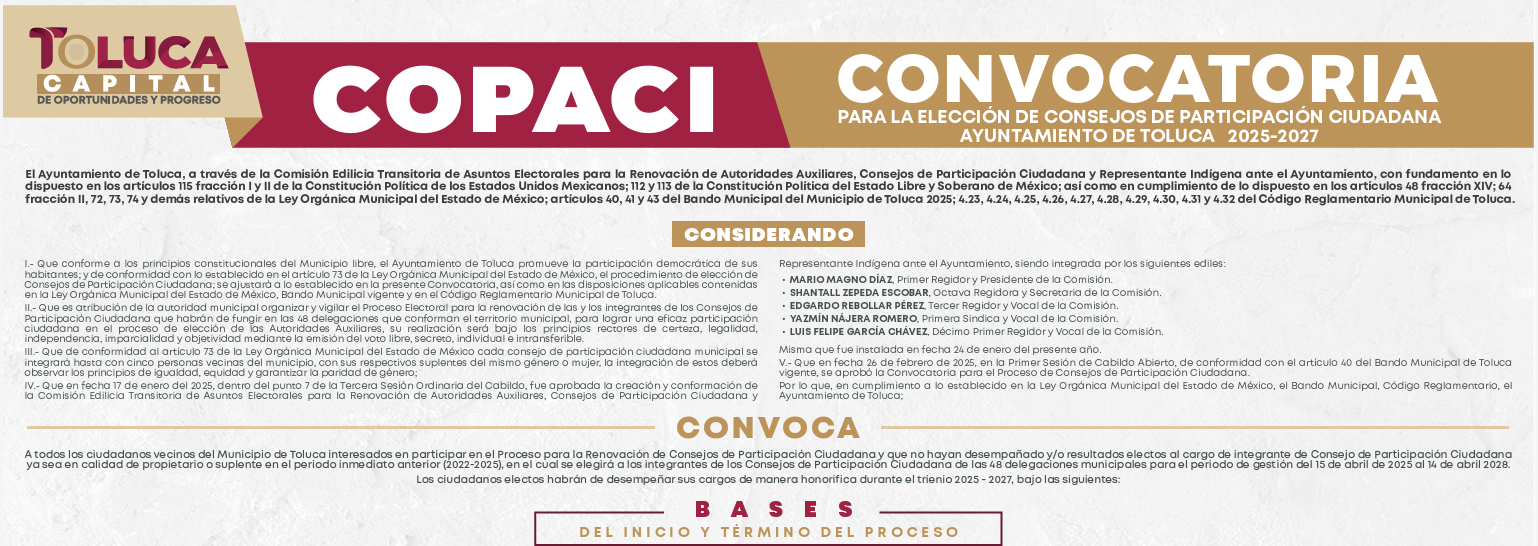 TOLUCA
CAPITAL
DE OPORTUNIDADES Y PROGRESO
COPACI
CONVOCATORIA
PARA LA ELECCIÓN DE CONSEJOS DE PARTICIPACIÓN CIUDADANA
AYUNTAMIENTO DE TOLUCA 2025-2027
El Ayuntamiento de Toluca, a través de la Comisión Edilicia Transitoria de Asuntos Electorales para la Renovación de Autoridades Auxiliares, Consejos de Participación Ciudadana y Representante Indígena ante el Ayuntamiento, con fundamento en lo
dispuesto en los artículos 115 fracción I y II de la Constitución Política de los Estados Unidos Mexicanos; 112 y 113 de la Constitución Política del Estado Libre y Soberano de México; así como en cumplimiento de lo dispuesto en los artículos 48 fracción XIV; 64
fracción II, 72, 73, 74 y demás relativos de la Ley Orgánica Municipal del Estado de México; artículos 40, 41 y 43 del Bando Municipal del Municipio de Toluca 2025; 4.23, 4.24, 4.25, 4.26, 4.27, 4.28, 4.29, 4.30, 4.31 y 4.32 del Código Reglamentario Municipal de Toluca.
CONSIDERANDO
I.- Que conforme a los principios constitucionales del Municipio libre, el Ayuntamiento de Toluca promueve la participación democrática de sus
habitantes; y de conformidad con lo establecido en el artículo 73 de la Ley Orgánica Municipal del Estado de México, el procedimiento de elección de
Consejos de Participación Ciudadana; se ajustará a lo establecido en la presente Convocatoria, así como en las disposiciones aplicables contenidas
en la Ley Orgánica Municipal del Estado de México, Bando Municipal vigente y en el Código Reglamentario Municipal de Toluca.
II.- Que es atribución de la autoridad municipal organizar y vigilar el Proceso Electoral para la renovación de las y los integrantes de los Consejos de
Participación Ciudadana que habrán de fungir en las 48 delegaciones que conforman el territorio municipal, para lograr una eficaz participación
ciudadana en el proceso de elección de las Autoridades Auxiliares, su realización será bajo los principios rectores de certeza, legalidad,
independencia, imparcialidad y objetividad mediante la emisión del voto libre, secreto, individual e intransferible.
III.- Que de conformidad al artículo 73 de la Ley Orgánica Municipal del Estado de México cada consejo de participación ciudadana municipal se
integrará hasta con cinco personas vecinas del municipio, con sus respectivos suplentes del mismo género o mujer, la integración de estos deberá
observar los principios de igualdad, equidad y garantizar la paridad de género;
IV.- Que en fecha 17 de enero del 2025, dentro del punto 7 de la Tercera Sesión Ordinaria del Cabildo, fue aprobada la creación y conformación de
la Comisión Edilicia Transitoria de Asuntos Electorales para la Renovación de Autoridades Auxiliares, Consejos de Participación Ciudadana y
Representante Indígena ante el Ayuntamiento, siendo integrada por los siguientes ediles:
• MARIO MAGNO DÍAZ, Primer Regidor y Presidente de la Comisión.
• SHANTALL ZEPEDA ESCOBAR, Octava Regidora y Secretaria de la Comisión.
• EDGARDO REBOLLAR PÉREZ, Tercer Regidor y Vocal de la Comisión.
• YAZMÍN NÁJERA ROMERO, Primera Síndica y Vocal de la Comisión.
• LUIS FELIPE GARCÍA CHÁVEZ, Décimo Primer Regidor y Vocal de la Comisión.
Misma que fue instalada en fecha 24 de enero del presente año.
V.- Que en fecha 26 de febrero de 2025, en la Primer Sesión de Cabildo Abierto, de conformidad con el artículo 40 del Bando Municipal de Toluca
vigente, se aprobó la Convocatoria para el Proceso de Consejos de Participación Ciudadana.
Por lo que, en cumplimiento a lo establecido en la Ley Orgánica Municipal del Estado de México, el Bando Municipal, Código Reglamentario, el
Ayuntamiento de Toluca;
CONVOCA
A todos los ciudadanos vecinos del Municipio de Toluca interesados en participar en el Proceso para la Renovación de Consejos de Participación Ciudadana y que no hayan desempañado y/o resultados electos al cargo de integrante de Consejo de Participación Ciudadana
ya sea en calidad de propietario o suplente en el periodo inmediato anterior (2022-2025), en el cual se elegirá a los integrantes de los Consejos de Participación Ciudadana de las 48 delegaciones municipales para el periodo de gestión del 15 de abril de 2025 al 14 de abril 2028.
Los ciudadanos electos habrán de desempeñar sus cargos de manera honorífica durante el trienio 2025 - 2027, bajo las siguientes:
BASES
DEL INICIO Y TÉRMINO DEL PROCESO